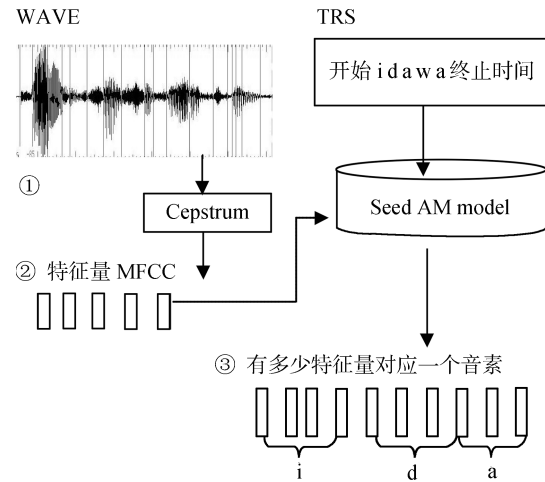 WAVE
TRS
开始 idawa 终止时间
①
Cepstrum
Seed AM model
② 特征量 MFCC
③ 有多少特征量对应一个音素
i
d
a